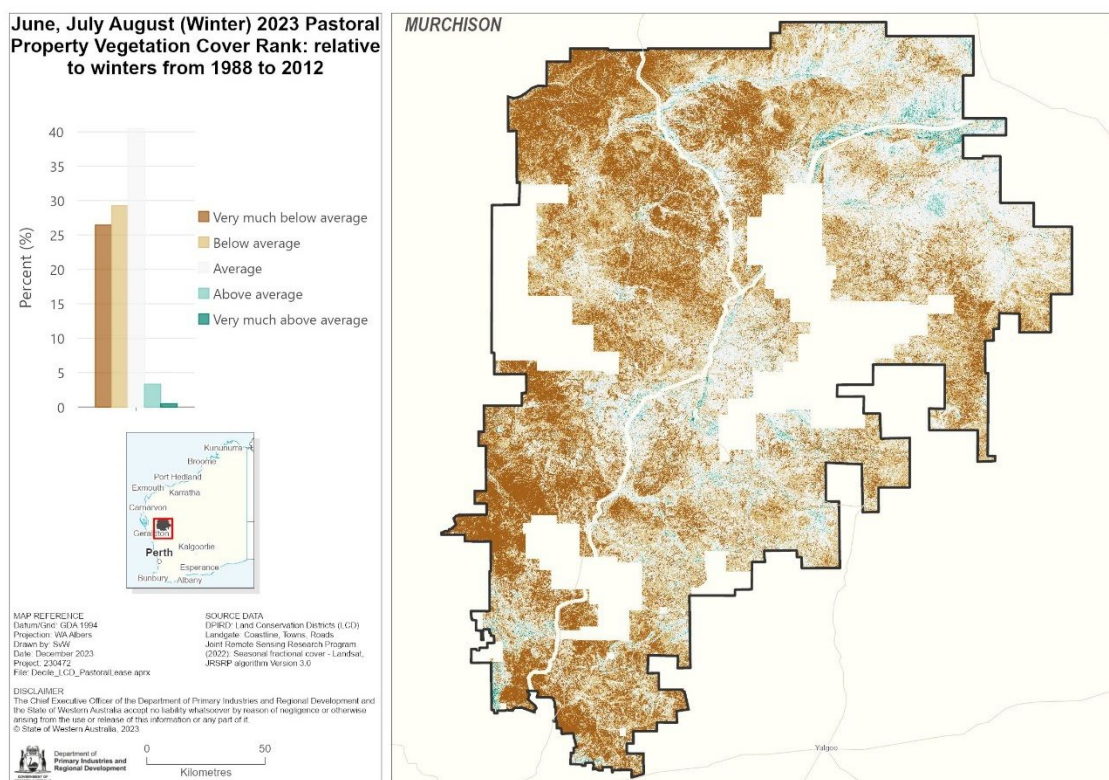 June, July August (Winter) 2023 Pastoral
Property Vegetation Cover Rank: relative
to winters from 1988 to 2012
40
35
30
25
20
15
10
5
0
Percent (%)
Very much below average
Below average
Average
Above average
Very much above average
Kununurra
Broome
Port Hedland
Exmouth
Karratha
Carnarvon
Geraldton
Kalgoorlie
Perth
Esperance
Bunbury
Albany
MAP REFERENCE
Datum/Grid: GDA 1994
Projection: WA Albers
Drawn by: SvW
Date: December 2023
Project: 230472
File: Decile_LCD_PastoralLease.aprx
SOURCE DATA
DPIRD: Land Conservation Districts (LCD)
Landgate: Coastline, Towns, Roads
Joint Remote Sensing Research Program
(2022). Seasonal fractional cover - Landsat,
JRSRP algorithm Version 3.0
DISCLAIMER
The Chief Executive Officer of the Department of Primary Industries and Regional Development and
the State of Western Australia accept no liability whatsoever by reason of negligence or otherwise
arising from the use or release of this information or any part of it.
© State of Western Australia, 2023
Department of
Primary Industries and
Regional Development
0 50
Kilometres
MURCHISON
Yalgoo